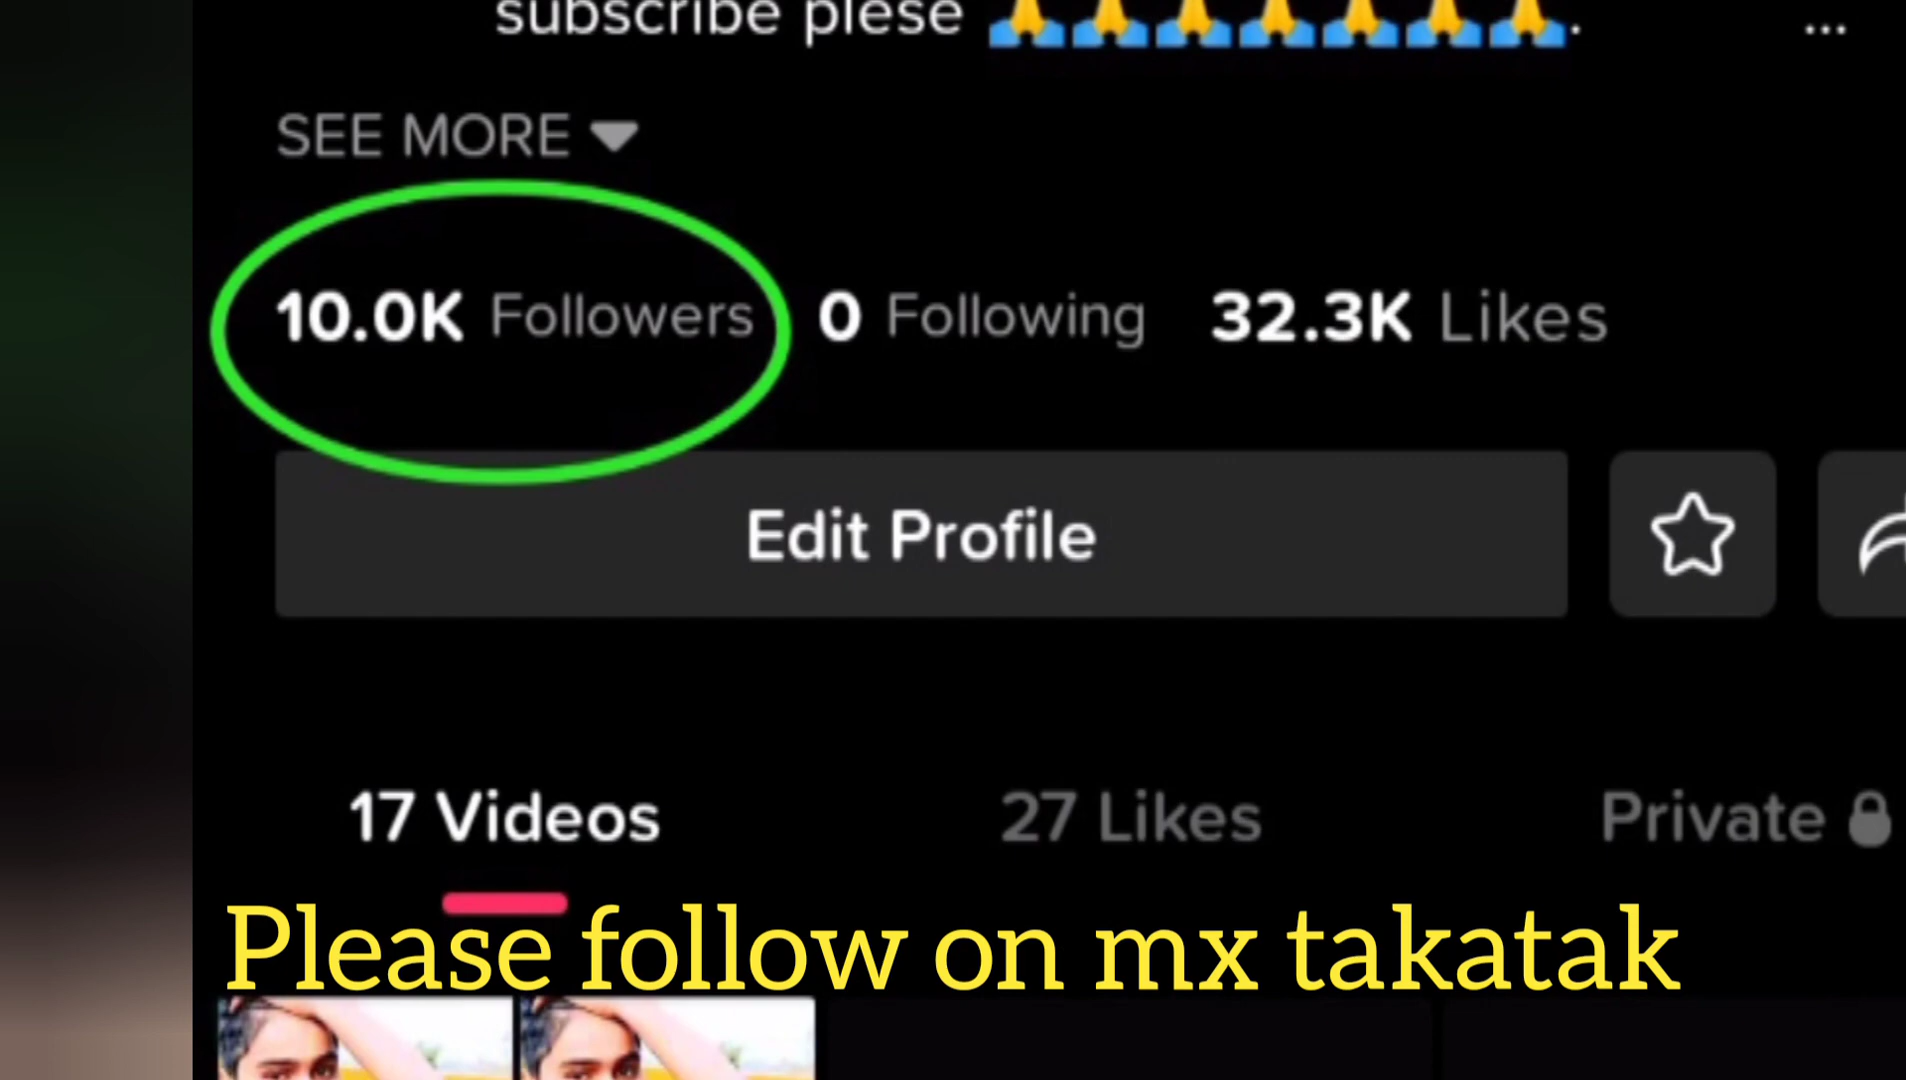 subscribe plese 🙏🙏🙏🙏🙏🙏🙏.
SEE MORE
10.0K Followers 0 Following 32.3K Likes
Edit Profile
17 Videos 27 Likes Private
Please follow on mx takatak